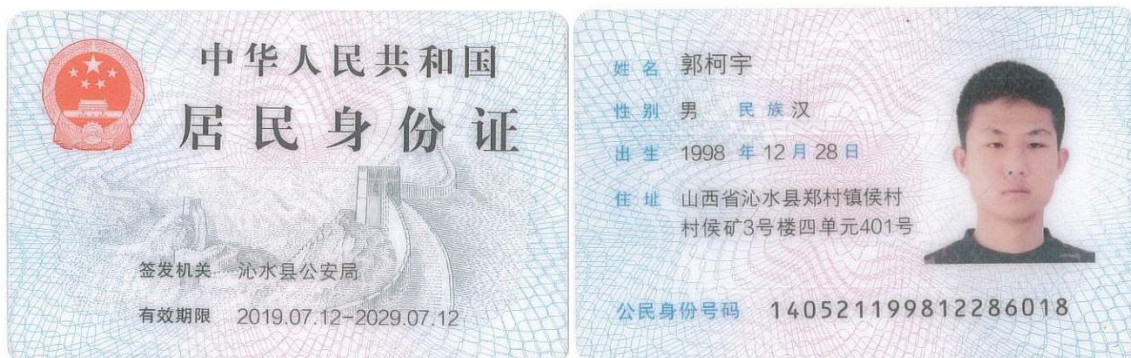 中华人民共和国
居民身份证
签发机关 沁水县公安局
有效期限 2019.07.12-2029.07.12
姓名 郭柯宇
性别 男 民族 汉
出生 1998 年 12 月 28 日
住址 山西省沁水县郑村镇侯村
村侯矿3号楼四单元401号
公民身份号码 140521199812286018